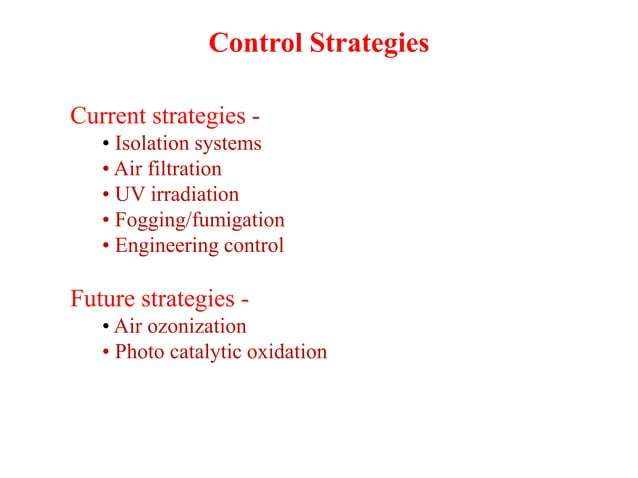 Control Strategies
Current strategies -
• Isolation systems
• Air filtration
• UV irradiation
• Fogging/fumigation
• Engineering control
Future strategies -
• Air ozonization
• Photo catalytic oxidation